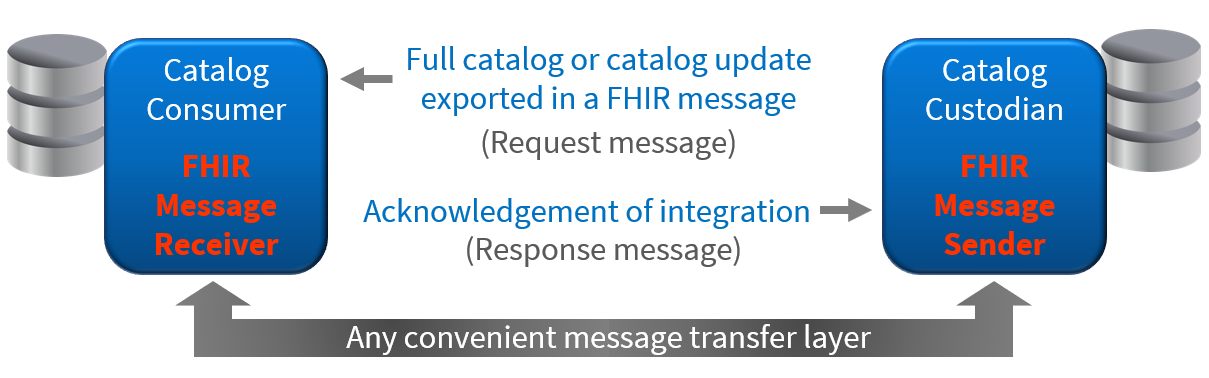 Catalog
Consumer
FHIR
Message
Receiver
Full catalog or catalog update
exported in a FHIR message
(Request message)
Acknowledgement of integration
(Response message)
Catalog
Custodian
FHIR
Message
Sender
Any convenient message transfer layer